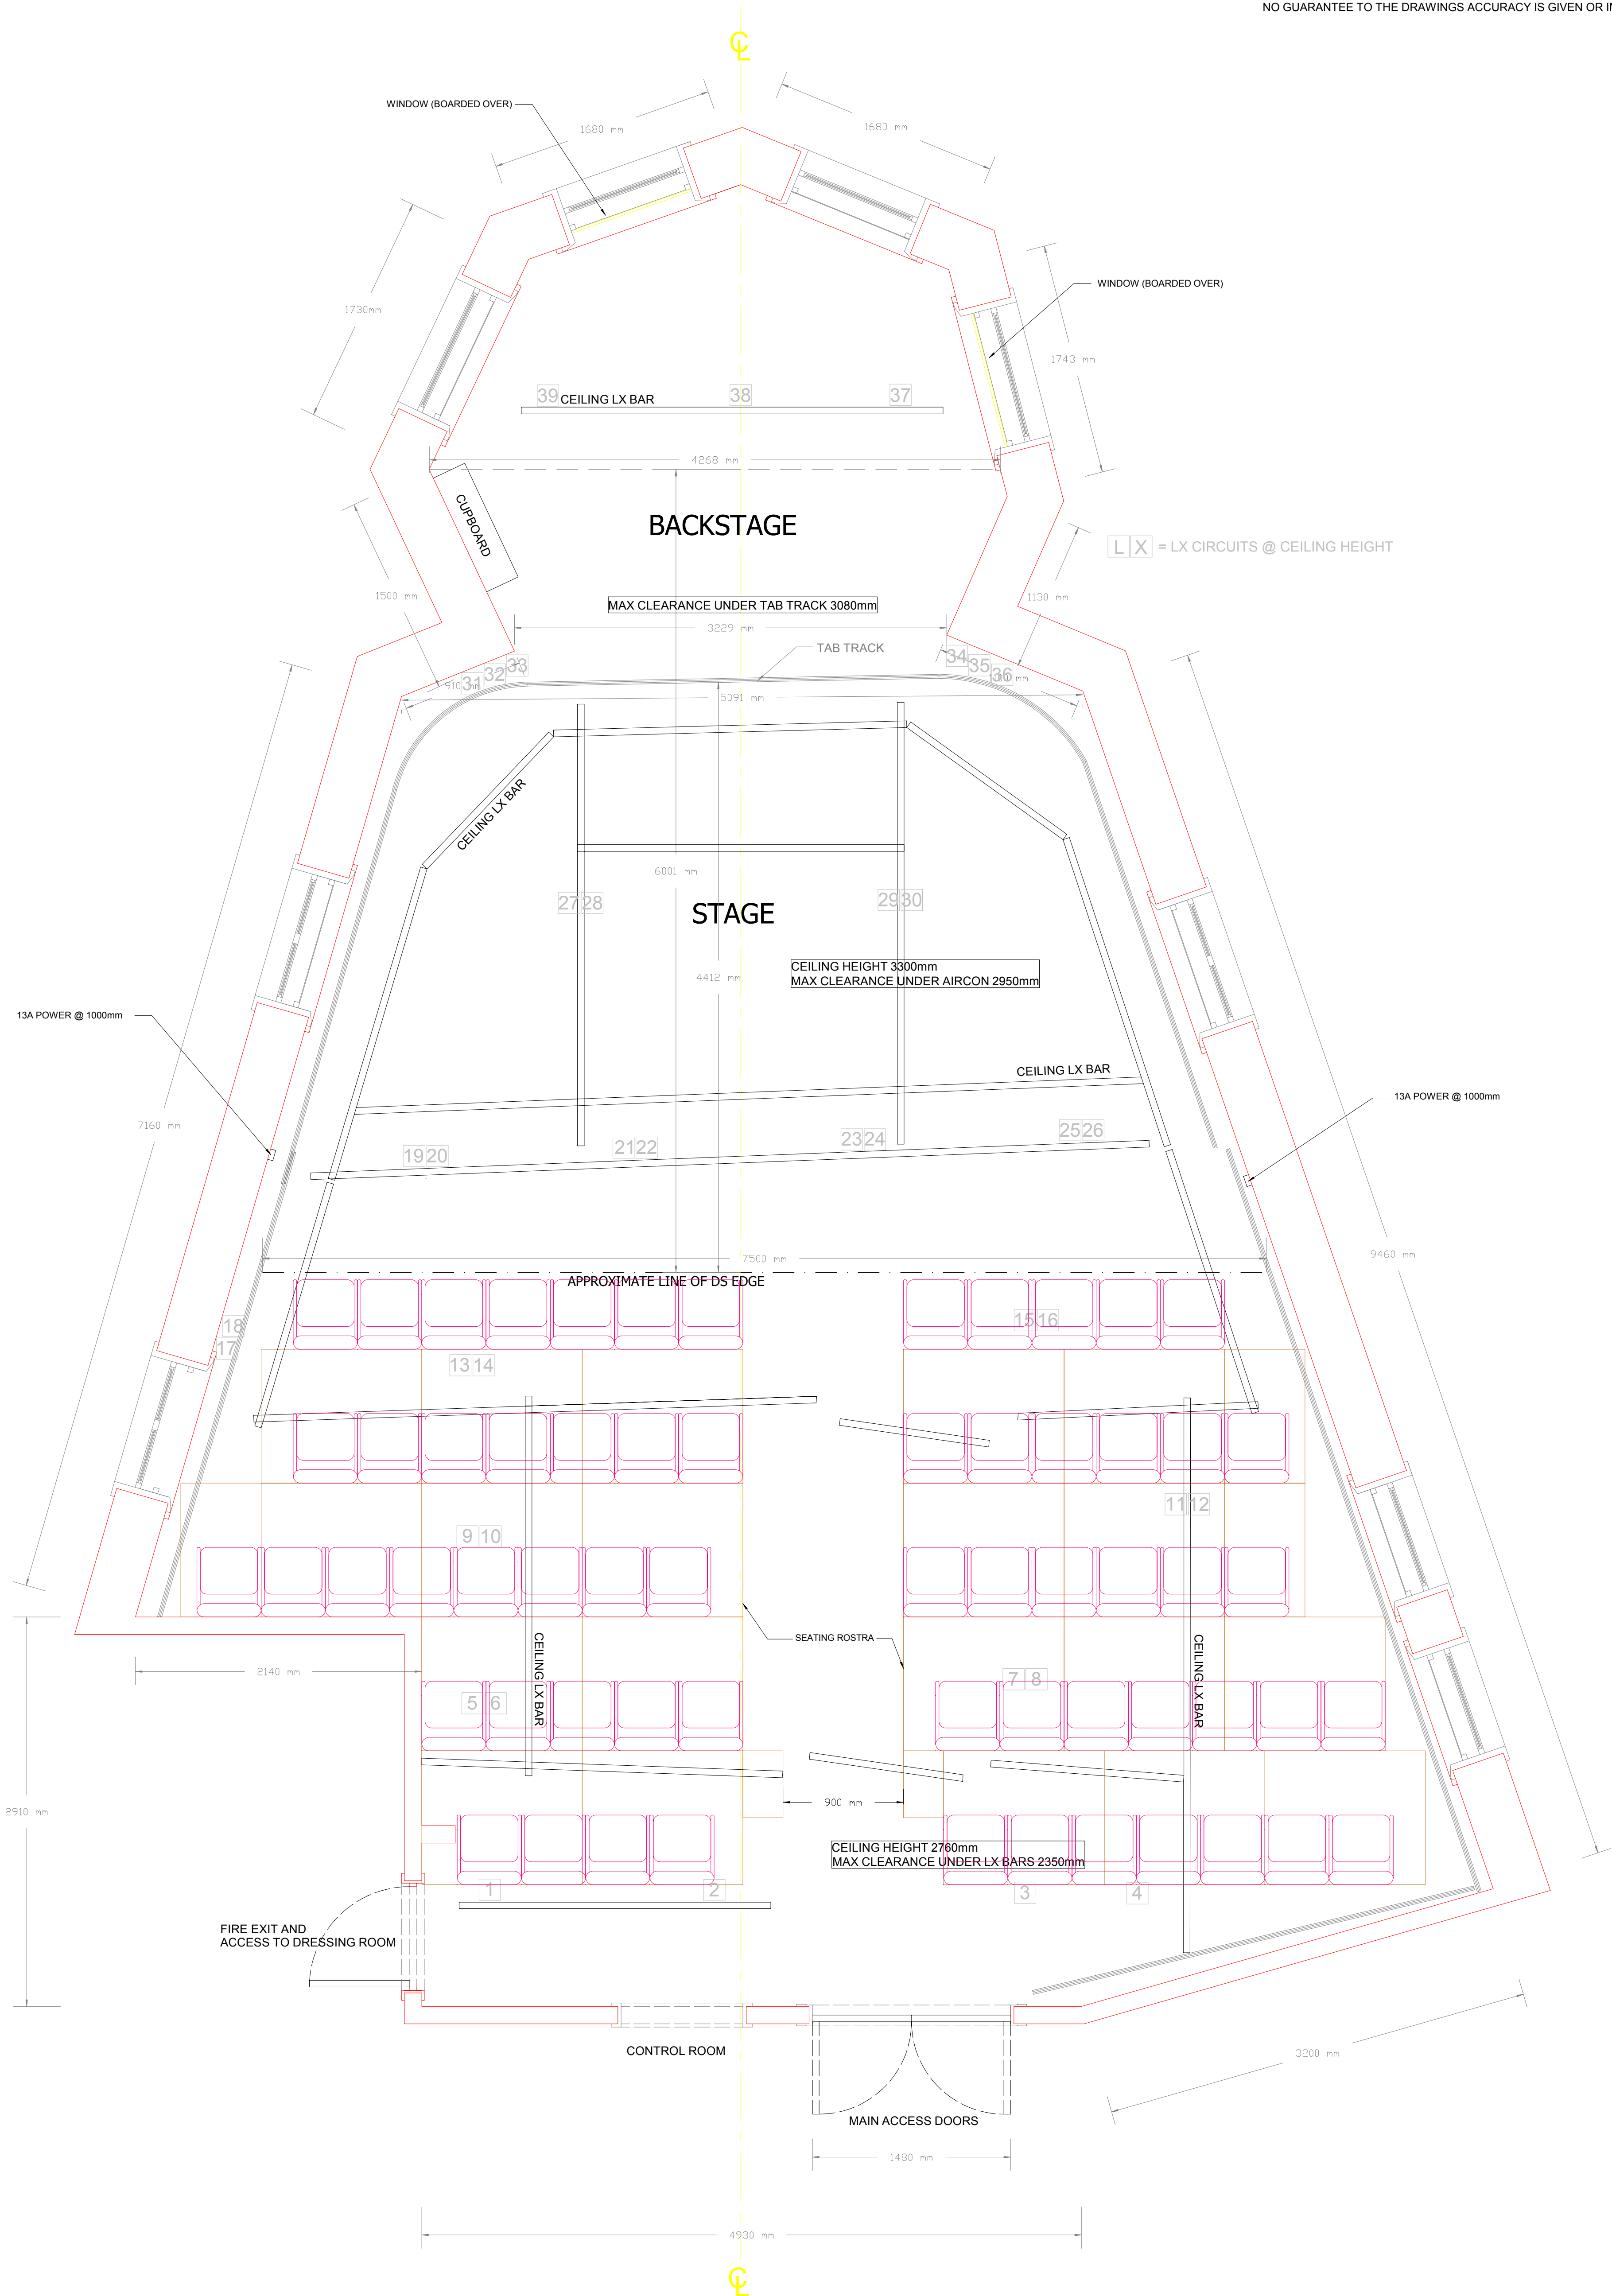 NO GUARANTEE TO THE DRAWINGS ACCURACY IS GIVEN OR
WINDOW (BOARDED OVER)
1680 mm
1680 mm
1730mm
WINDOW (BOARDED OVER)
1743 mm
39
CEILING LX BAR
38
37
4268 mm
CUPBOARD
BACKSTAGE
L X = LX CIRCUITS @ CEILING HEIGHT
1500 mm
1130 mm
MAX CLEARANCE UNDER TAB TRACK 3080mm
3229 mm
TAB TRACK
31 32 33
34 35 36
910 mm
5091 mm
CEILING LX BAR
6001 mm
27 28
29 30
STAGE
CEILING HEIGHT 3300mm
MAX CLEARANCE UNDER AIRCON 2950mm
4412 mm
13A POWER @ 1000mm
CEILING LX BAR
13A POWER @ 1000mm
7160 mm
19 20
21 22
23 24
25 26
9460 mm
7500 mm
APPROXIMATE LINE OF DS EDGE
18
17
15 16
13 14
11 12
9 10
SEATING ROSTRA
CEILING LX BAR
CEILING LX BAR
2140 mm
7 8
5 6
2910 mm
900 mm
CEILING HEIGHT 2760mm
MAX CLEARANCE UNDER LX BARS 2350mm
1
2
3
4
FIRE EXIT AND
ACCESS TO DRESSING ROOM
CONTROL ROOM
3200 mm
MAIN ACCESS DOORS
1480 mm
4930 mm